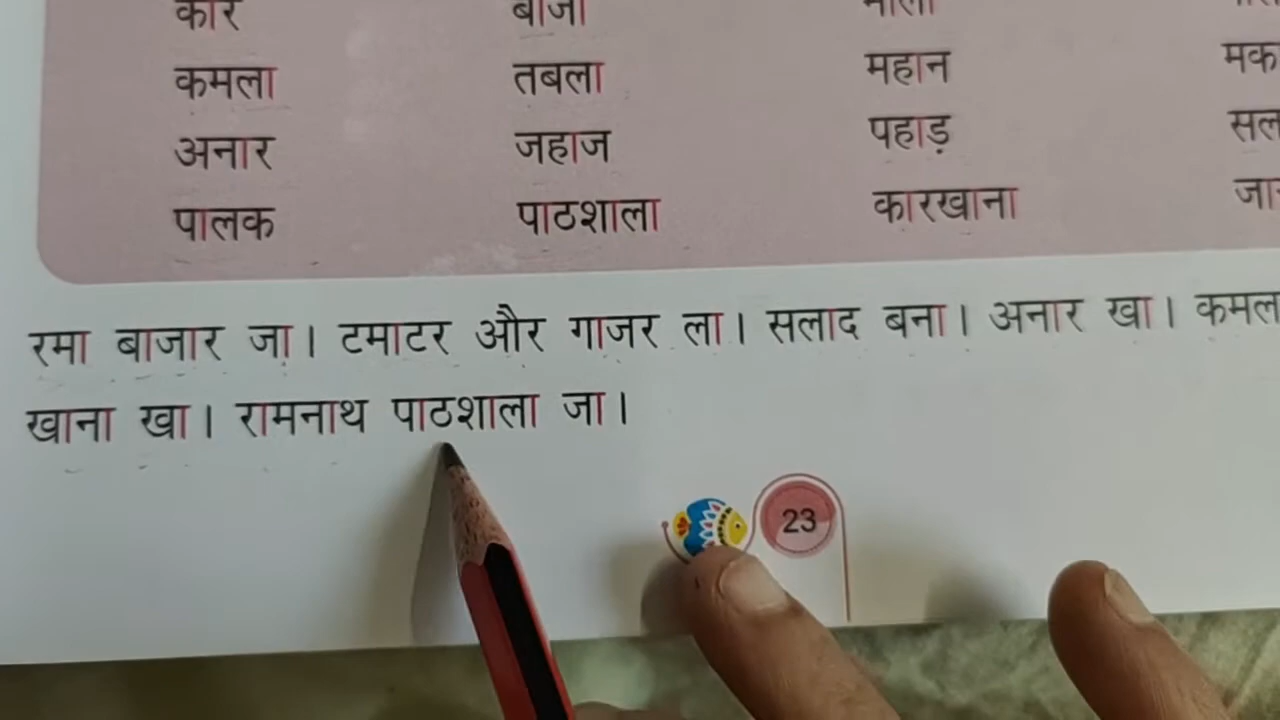 कार बाजा माला
कमला तबला महान
अनार जहाज पहाड़
पालक पाठशाला कारखाना
रमा बाजार जा। टमाटर और गाजर ला। सलाद बना। अनार खा।
खाना खा। रामनाथ पाठशाला जा।
23